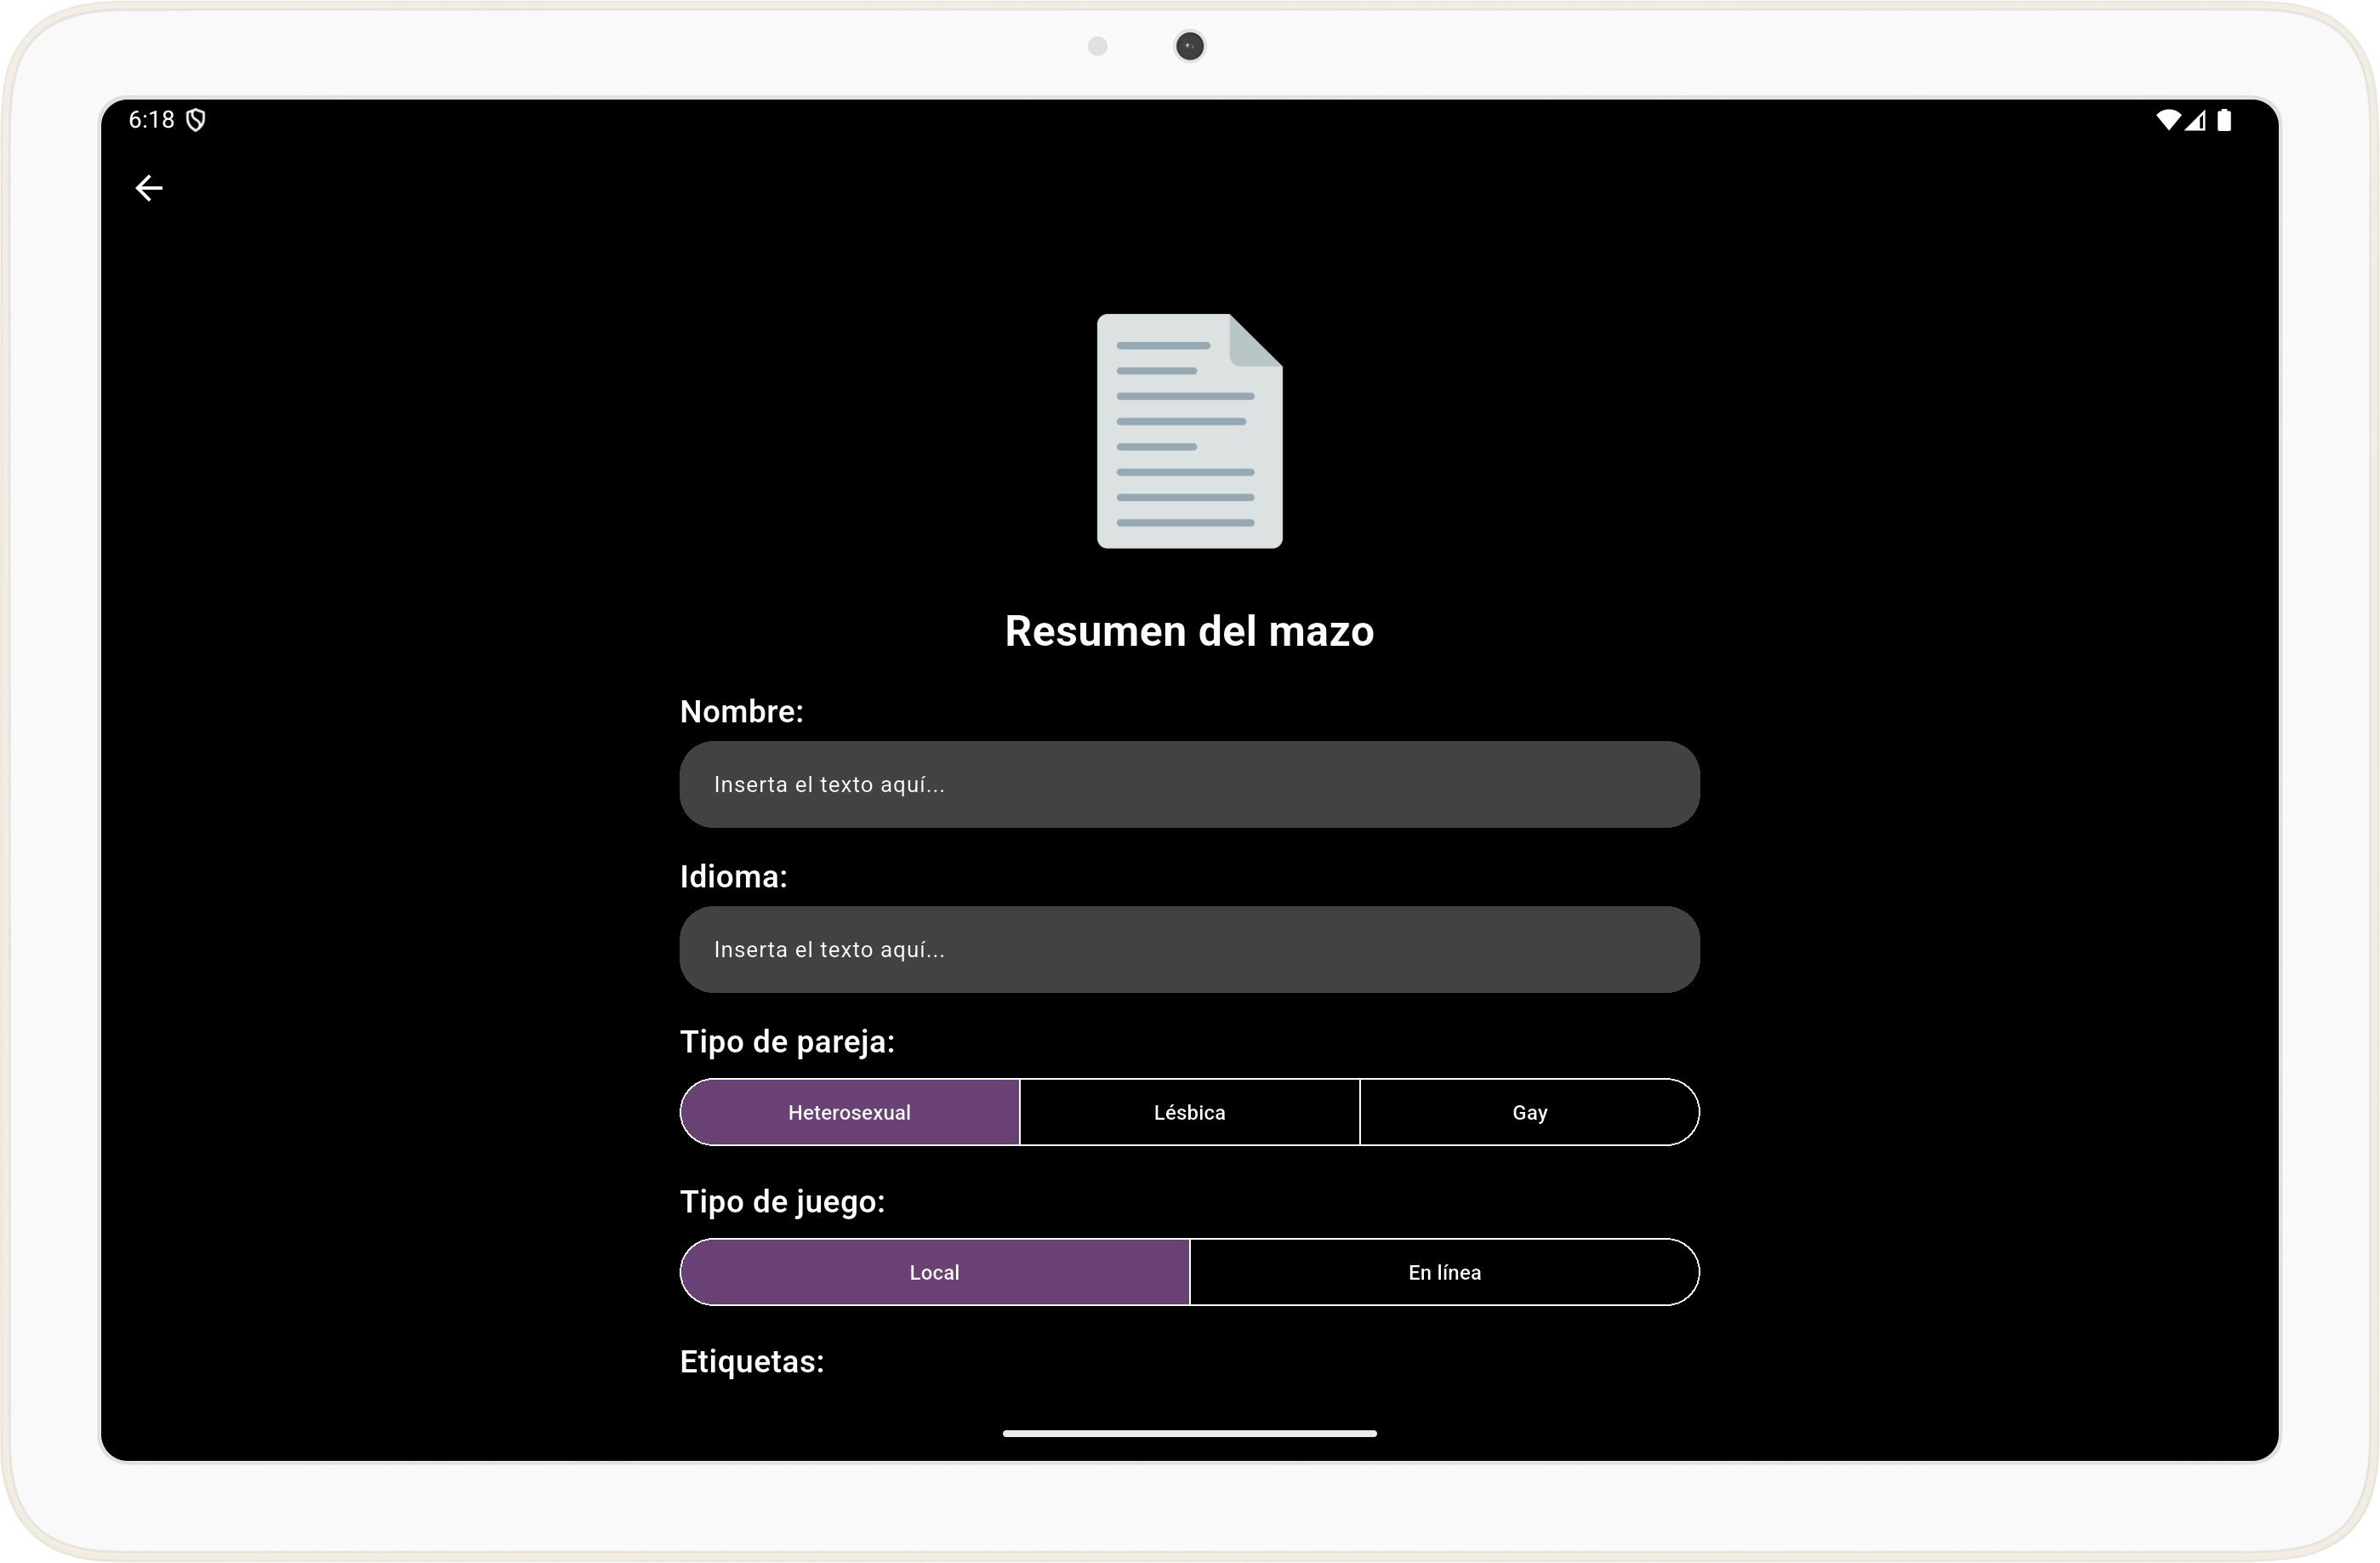 6:18
Resumen del mazo
Nombre:
Inserta el texto aquí...
Idioma:
Inserta el texto aquí...
Tipo de pareja:
Heterosexual Lésbica Gay
Tipo de juego:
Local En línea
Etiquetas: